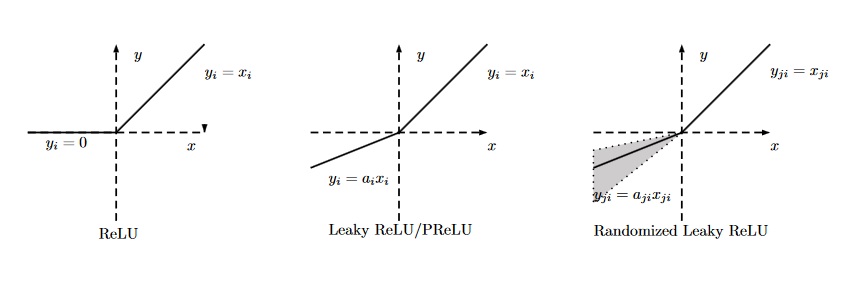 y
y_i = x_i
y_i = 0
x
ReLU
y
y_i = x_i
x
y_i = a_i x_i
Leaky ReLU/PReLU
y
y_{ji} = x_{ji}
x
y_{ji} = a_{ji} x_{ji}
Randomized Leaky ReLU